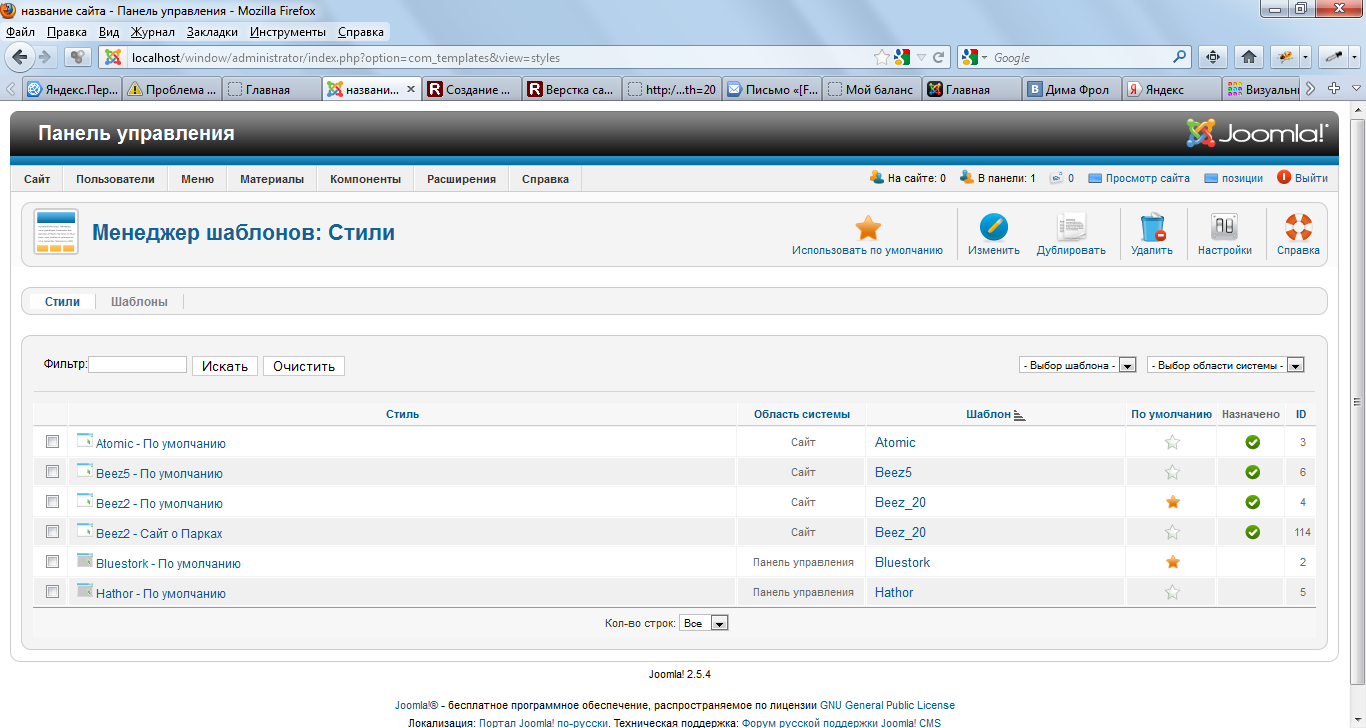 название сайта - Панель управления - Mozilla Firefox
Файл Правка Вид Журнал Закладки Инструменты Справка
localhost/window/administrator/index.php?option=com_templates&view=styles Google
Яндекс.Пер... Проблема ... Главная названи... Создание ... Верстка са... http:/...th=20 Письмо «[F... Мой баланс Главная Дима Фрол Яндекс Визуальн
Панель управления Joomla!
Сайт Пользователи Меню Материалы Компоненты Расширения Справка На сайте: 0 В панели: 1 0 Просмотр сайта позиции Выйти
Менеджер шаблонов: Стили Использовать по умолчанию Изменить Дублировать Удалить Настройки Справка
Стили Шаблоны
Фильтр: Искать Очистить - Выбор шаблона - - Выбор области системы -
Стиль Область системы Шаблон По умолчанию Назначено ID
Atomic - По умолчанию Сайт Atomic 3
Beez5 - По умолчанию Сайт Beez5 6
Beez2 - По умолчанию Сайт Beez_20 4
Beez2 - Сайт о Парках Сайт Beez_20 114
Bluestork - По умолчанию Панель управления Bluestork 2
Hathor - По умолчанию Панель управления Hathor 5
Кол-во строк: Все
Joomla! 2.5.4
Joomla!® - бесплатное программное обеспечение, распространяемое по лицензии GNU General Public License
Локализация: Портал Joomla! по-русски. Техническая поддержка: Форум русской поддержки Joomla! CMS